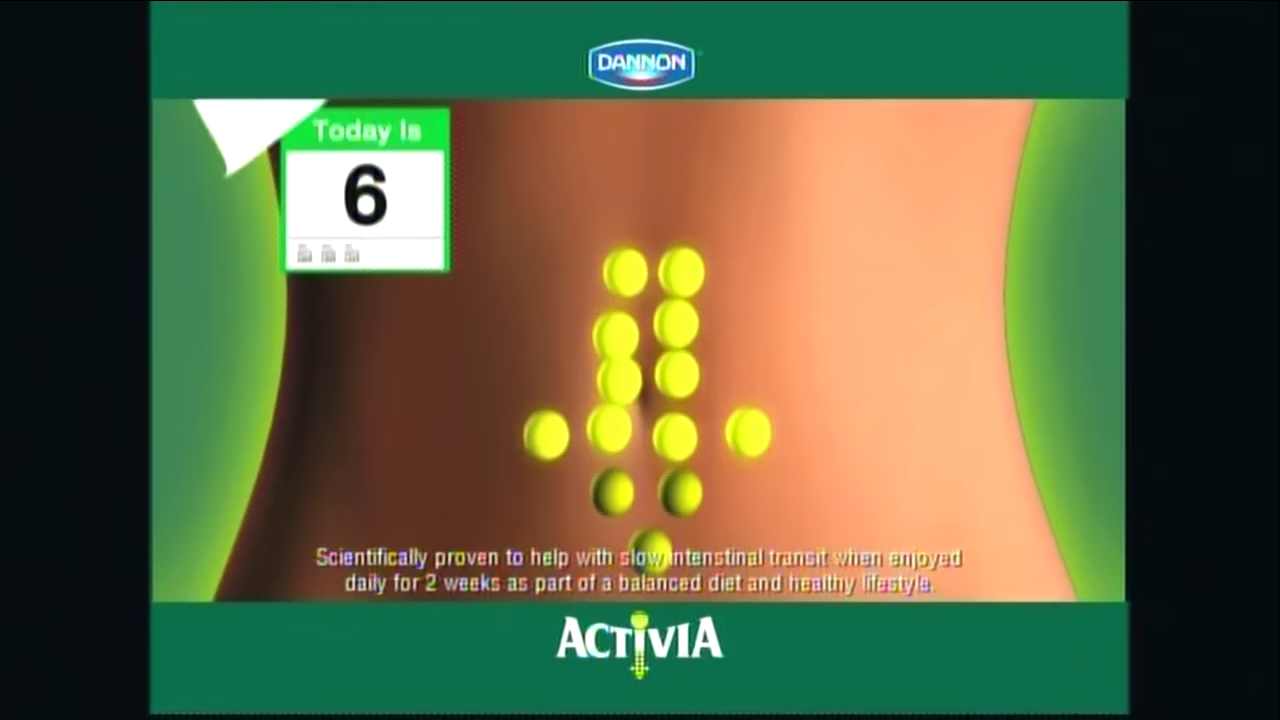 DANNON
Today Is
6
Scientifically proven to help with slow intenstinal transit when enjoyed
daily for 2 weeks as part of a balanced diet and healthy lifestyle.
ACTIVIA